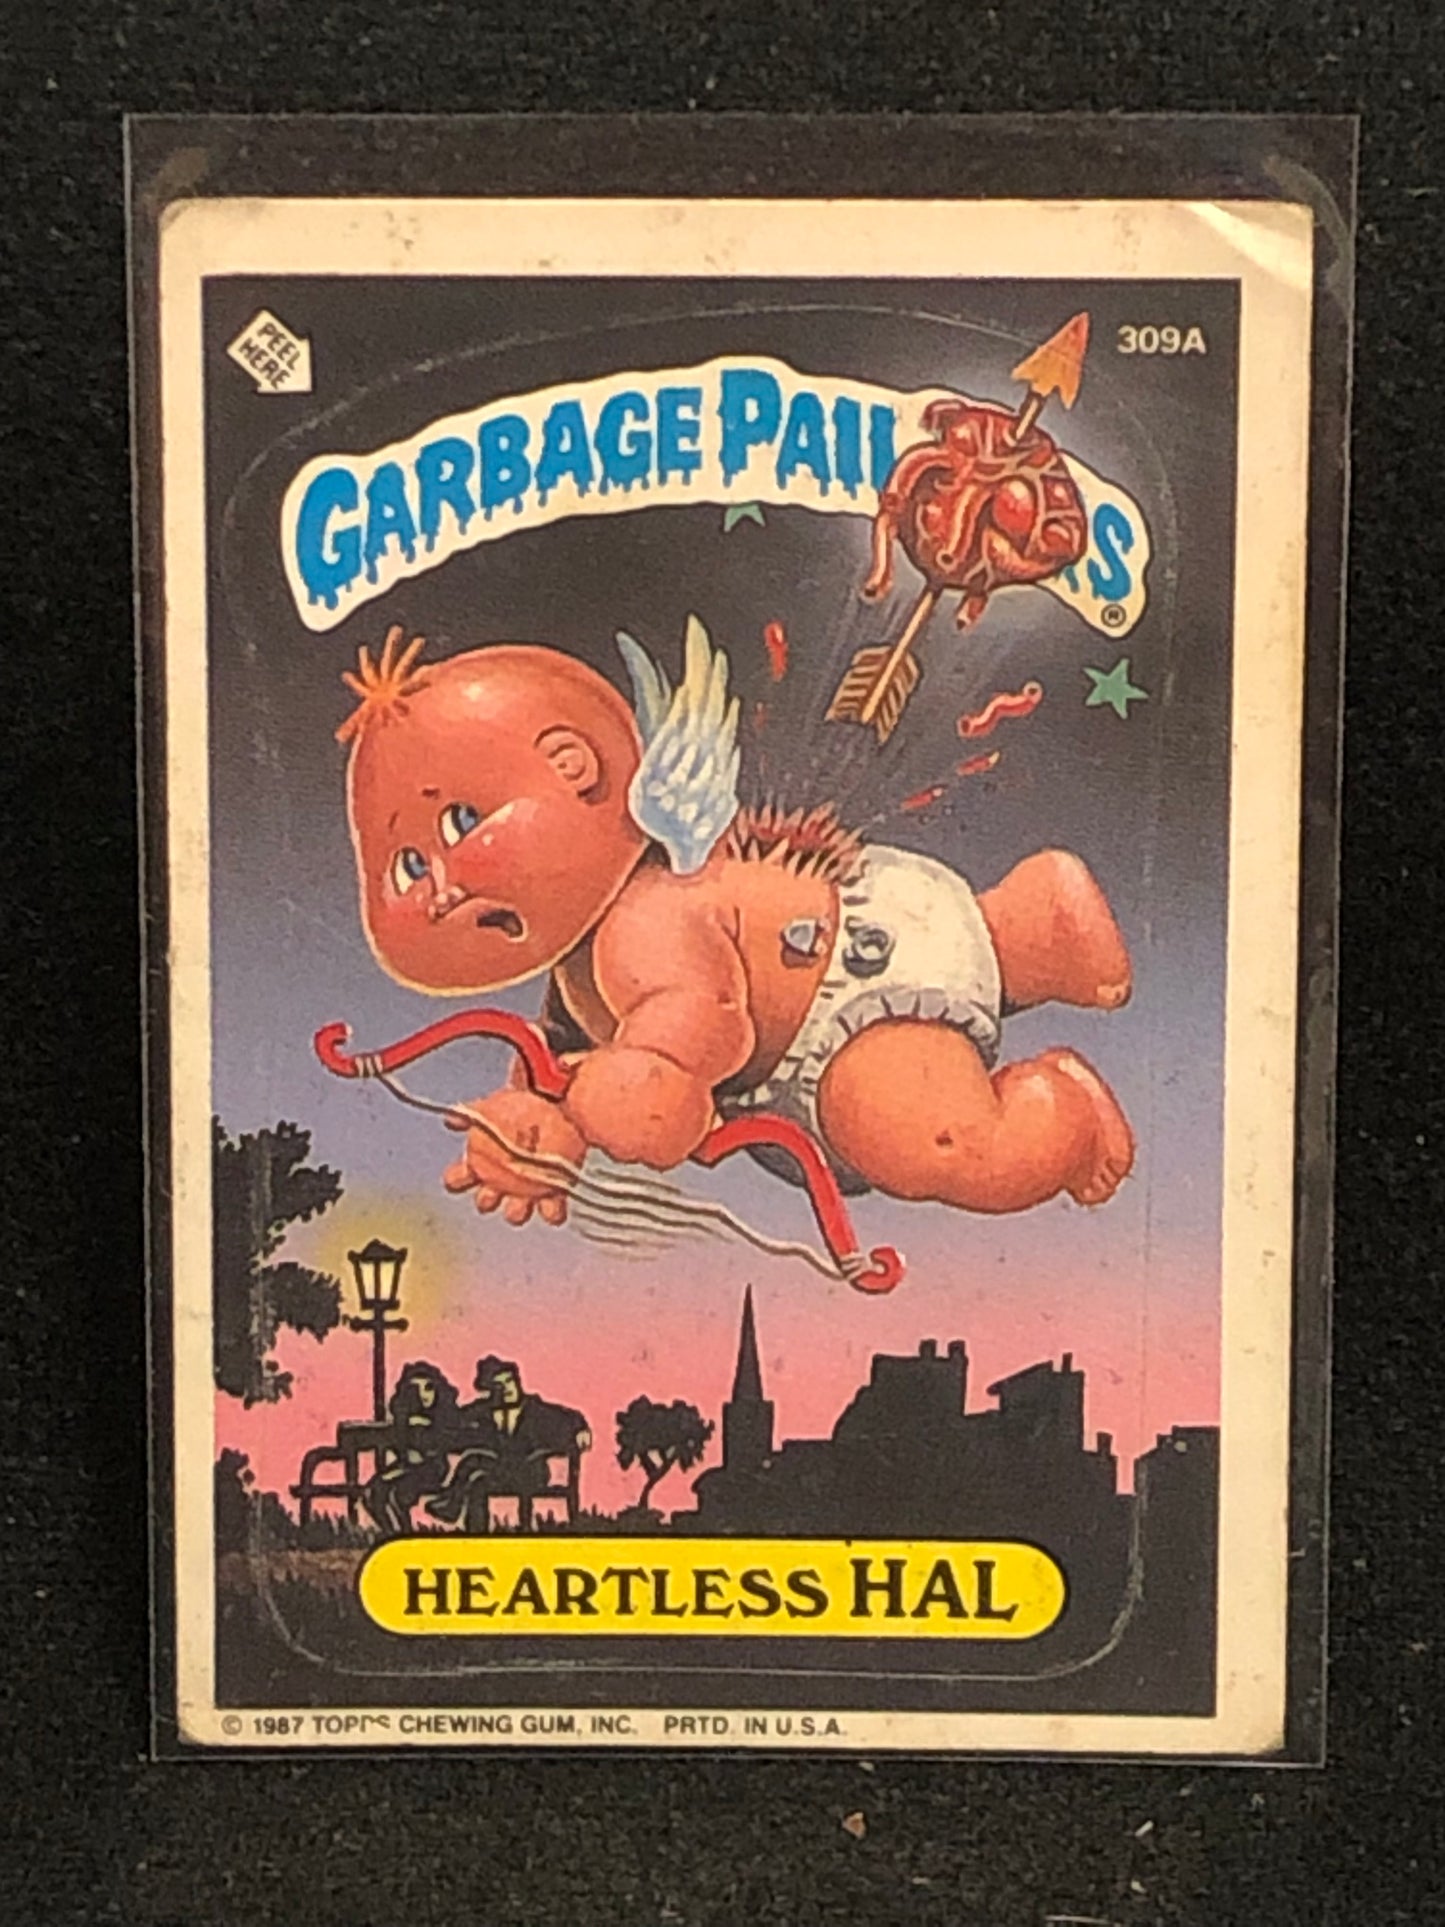 PEEL
HERE
309A
GARBAGE PAIL S
®
HEARTLESS HAL
© 1987 TOPPS CHEWING GUM, INC. PRTD. IN U.S.A.